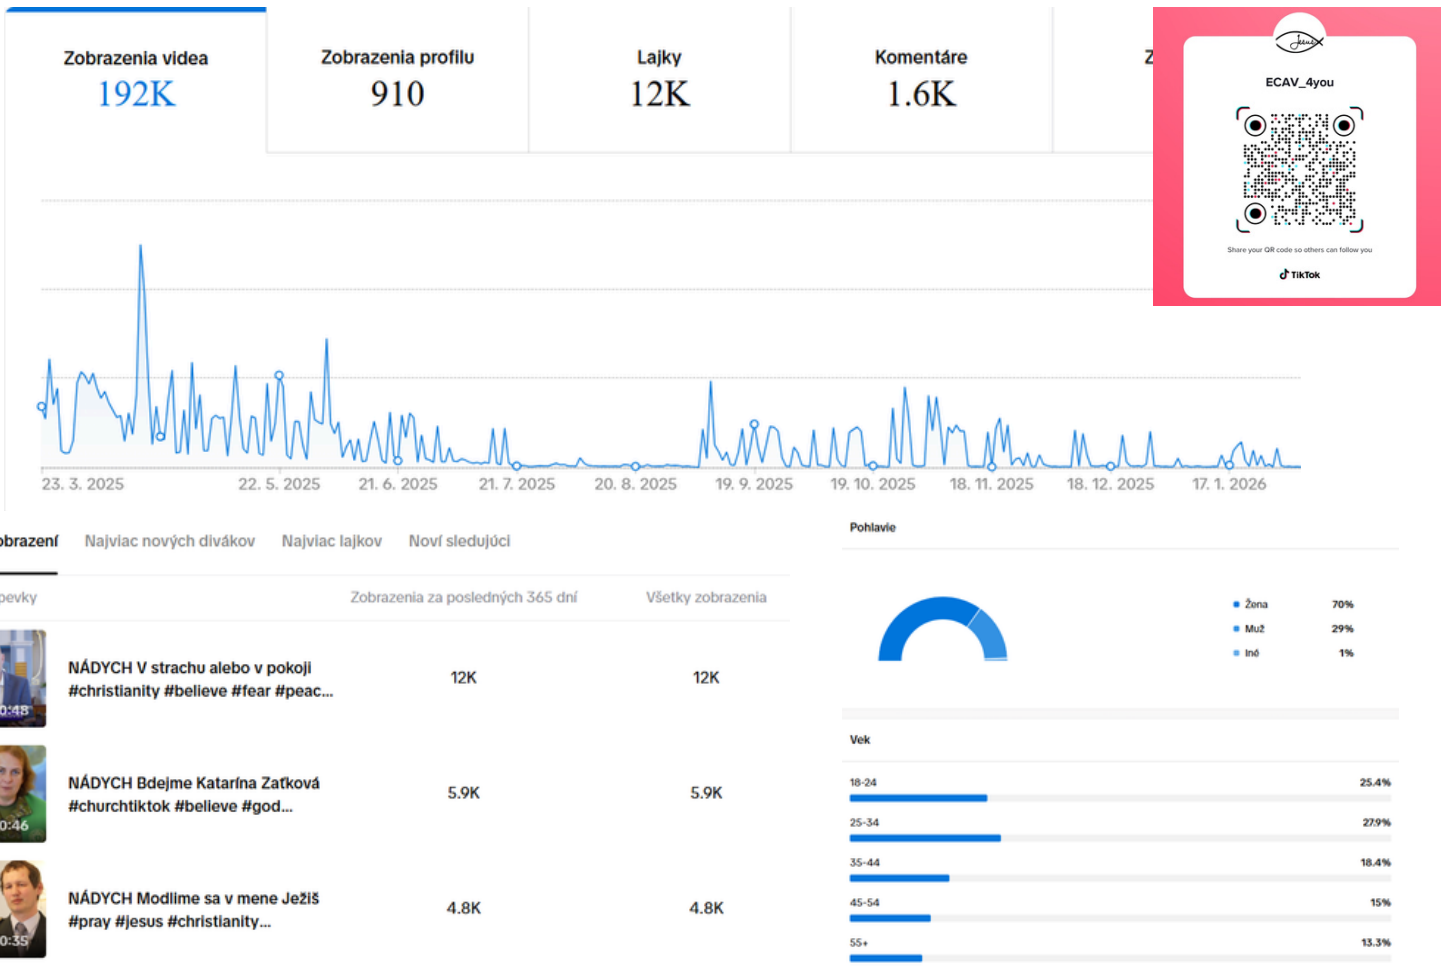 Zobrazenia videa
192K
Zobrazenia profilu
910
Lajky
12K
Komentáre
1.6K
Z
Jesus
ECAV_4you
Share your QR code so others can follow you
TikTok
23. 3. 2025 22. 5. 2025 21. 6. 2025 21. 7. 2025 20. 8. 2025 19. 9. 2025 19. 10. 2025 18. 11. 2025 18. 12. 2025 17. 1. 2026
obrazení Najviac nových divákov Najviac lajkov Noví sledujúci
pevky Zobrazenia za posledných 365 dní Všetky zobrazenia
0:48
NÁDYCH V strachu alebo v pokoji
#christianity #believe #fear #peac...
12K 12K
0:46
NÁDYCH Bdejme Katarína Zaťková
#churchtiktok #believe #god...
5.9K 5.9K
0:35
NÁDYCH Modlime sa v mene Ježiš
#pray #jesus #christianity...
4.8K 4.8K
Pohlavie
Žena 70%
Muž 29%
Iné 1%
Vek
18-24 25.4%
25-34 27.9%
35-44 18.4%
45-54 15%
55+ 13.3%